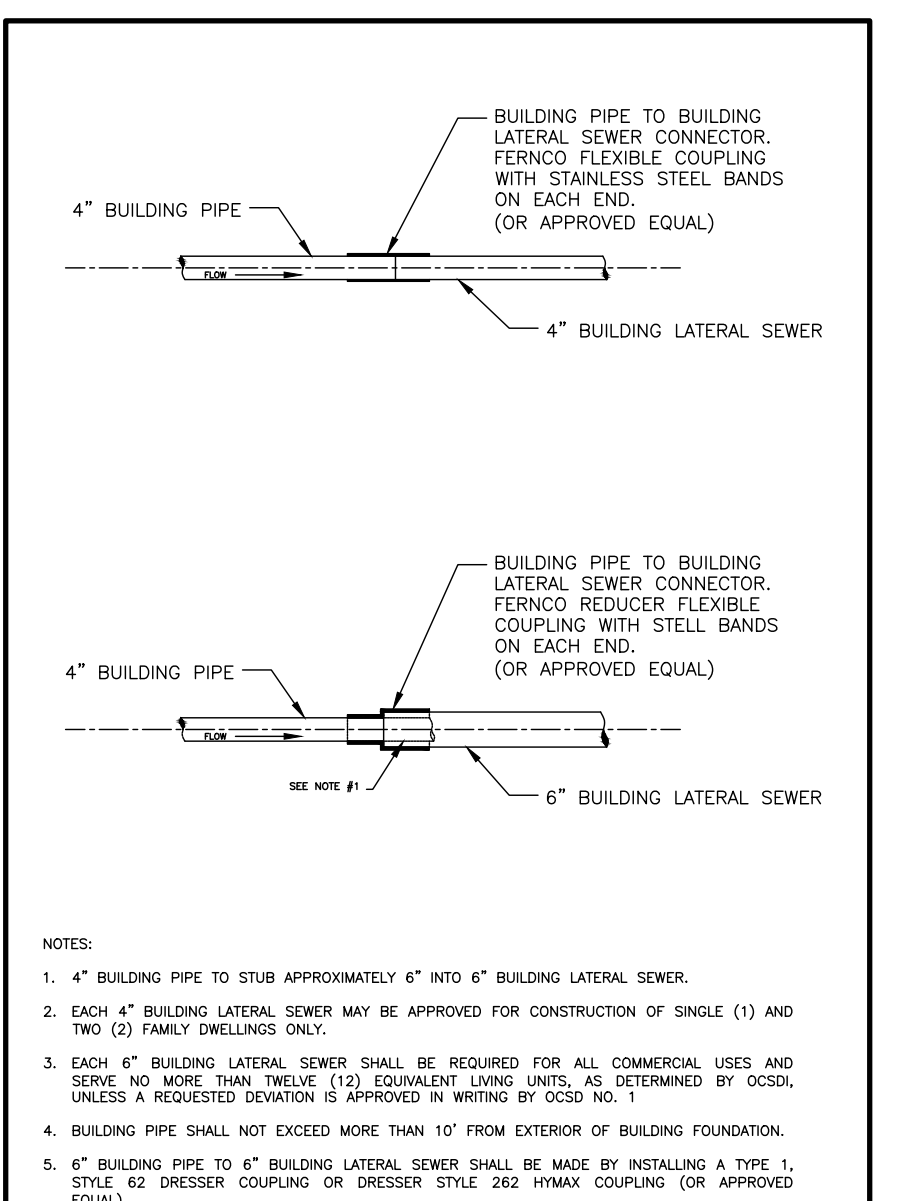 BUILDING PIPE TO BUILDING
LATERAL SEWER CONNECTOR.
FERNCO FLEXIBLE COUPLING
WITH STAINLESS STEEL BANDS
ON EACH END.
(OR APPROVED EQUAL)
4" BUILDING PIPE
FLOW
4" BUILDING LATERAL SEWER
BUILDING PIPE TO BUILDING
LATERAL SEWER CONNECTOR.
FERNCO REDUCER FLEXIBLE
COUPLING WITH STELL BANDS
ON EACH END.
(OR APPROVED EQUAL)
4" BUILDING PIPE
FLOW
SEE NOTE #1
6" BUILDING LATERAL SEWER
NOTES:
1. 4" BUILDING PIPE TO STUB APPROXIMATELY 6" INTO 6" BUILDING LATERAL SEWER.
2. EACH 4" BUILDING LATERAL SEWER MAY BE APPROVED FOR CONSTRUCTION OF SINGLE (1) AND
TWO (2) FAMILY DWELLINGS ONLY.
3. EACH 6" BUILDING LATERAL SEWER SHALL BE REQUIRED FOR ALL COMMERCIAL USES AND
SERVE NO MORE THAN TWELVE (12) EQUIVALENT LIVING UNITS, AS DETERMINED BY OCSDI,
UNLESS A REQUESTED DEVIATION IS APPROVED IN WRITING BY OCSD NO. 1
4. BUILDING PIPE SHALL NOT EXCEED MORE THAN 10' FROM EXTERIOR OF BUILDING FOUNDATION.
5. 6" BUILDING PIPE TO 6" BUILDING LATERAL SEWER SHALL BE MADE BY INSTALLING A TYPE 1,
STYLE 62 DRESSER COUPLING OR DRESSER STYLE 262 HYMAX COUPLING (OR APPROVED
EQUAL)